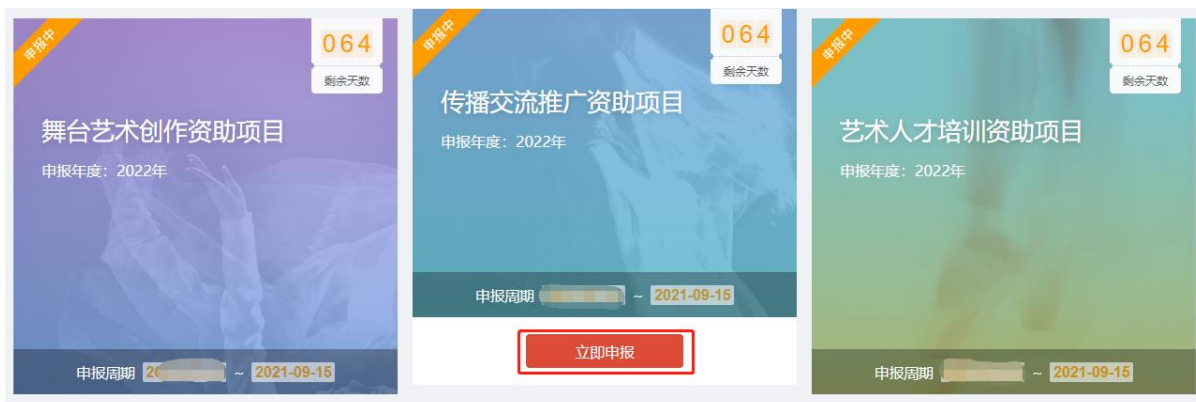 申报中
064
剩余天数
舞台艺术创作资助项目
申报年度：2022年
申报周期 20 ~ 2021-09-15
申报中
064
剩余天数
传播交流推广资助项目
申报年度：2022年
申报周期 ~ 2021-09-15
立即申报
申报中
064
剩余天数
艺术人才培训资助项目
申报年度：2022年
申报周期 ~ 2021-09-15